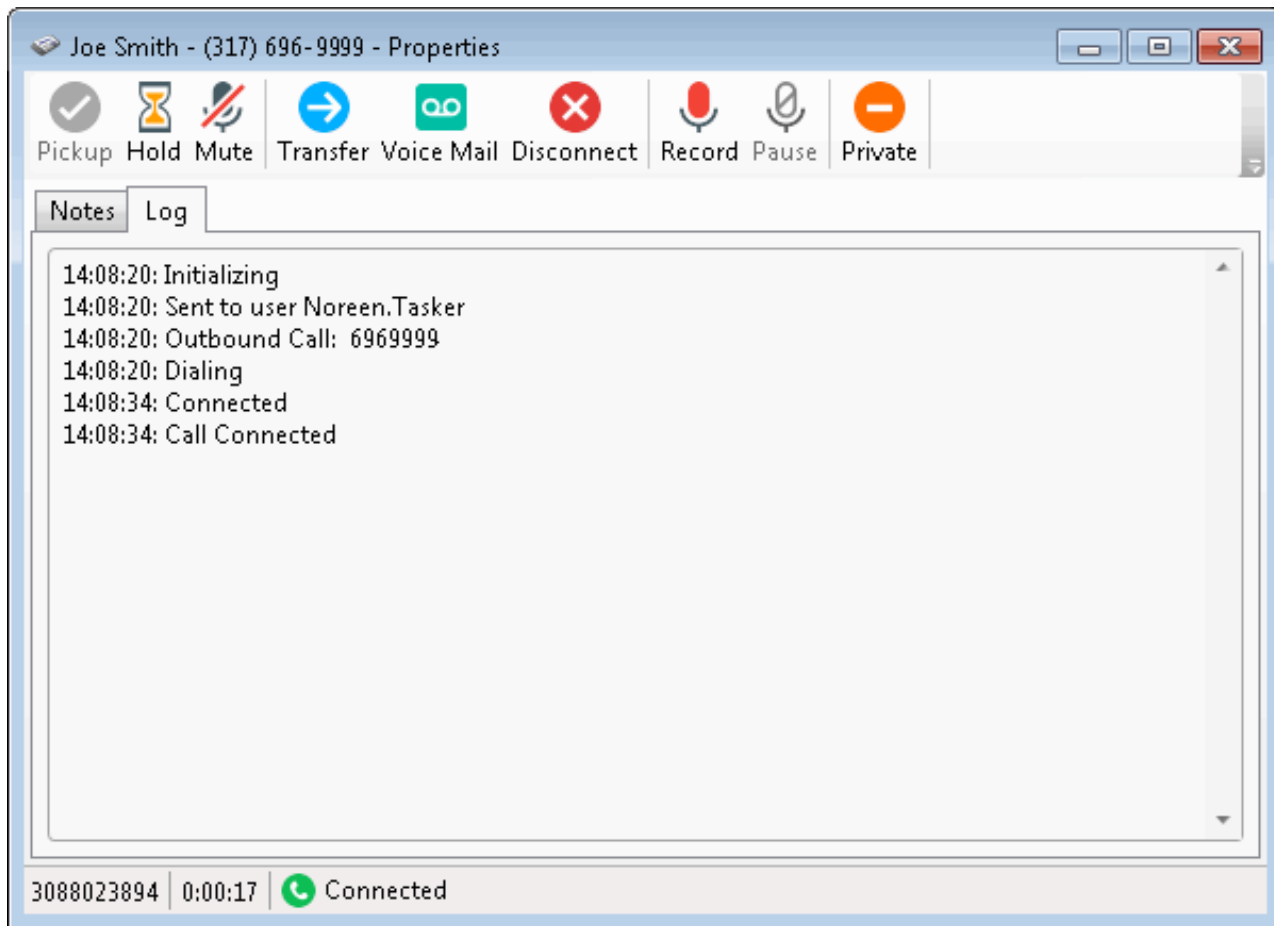 Joe Smith - (317) 696-9999 - Properties
Pickup Hold Mute Transfer Voice Mail Disconnect Record Pause Private
Notes Log
14:08:20: Initializing
14:08:20: Sent to user Noreen.Tasker
14:08:20: Outbound Call:  6969999
14:08:20: Dialing
14:08:34: Connected
14:08:34: Call Connected
3088023894 0:00:17 Connected